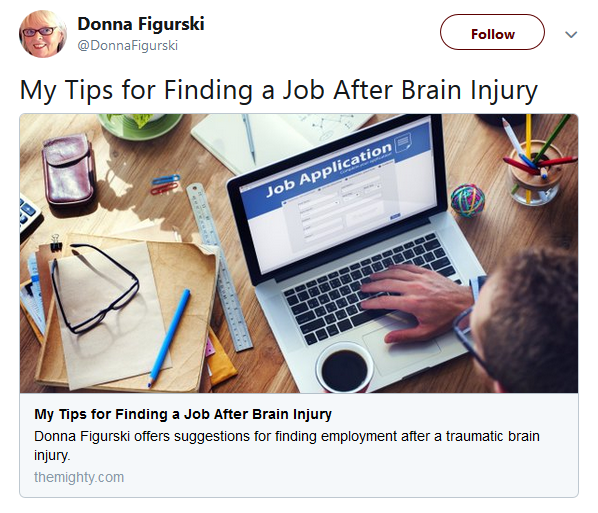 Donna Figurski
@DonnaFigurski
Follow
My Tips for Finding a Job After Brain Injury
Job Application
My Tips for Finding a Job After Brain Injury
Donna Figurski offers suggestions for finding employment after a traumatic brain
injury.
themighty.com